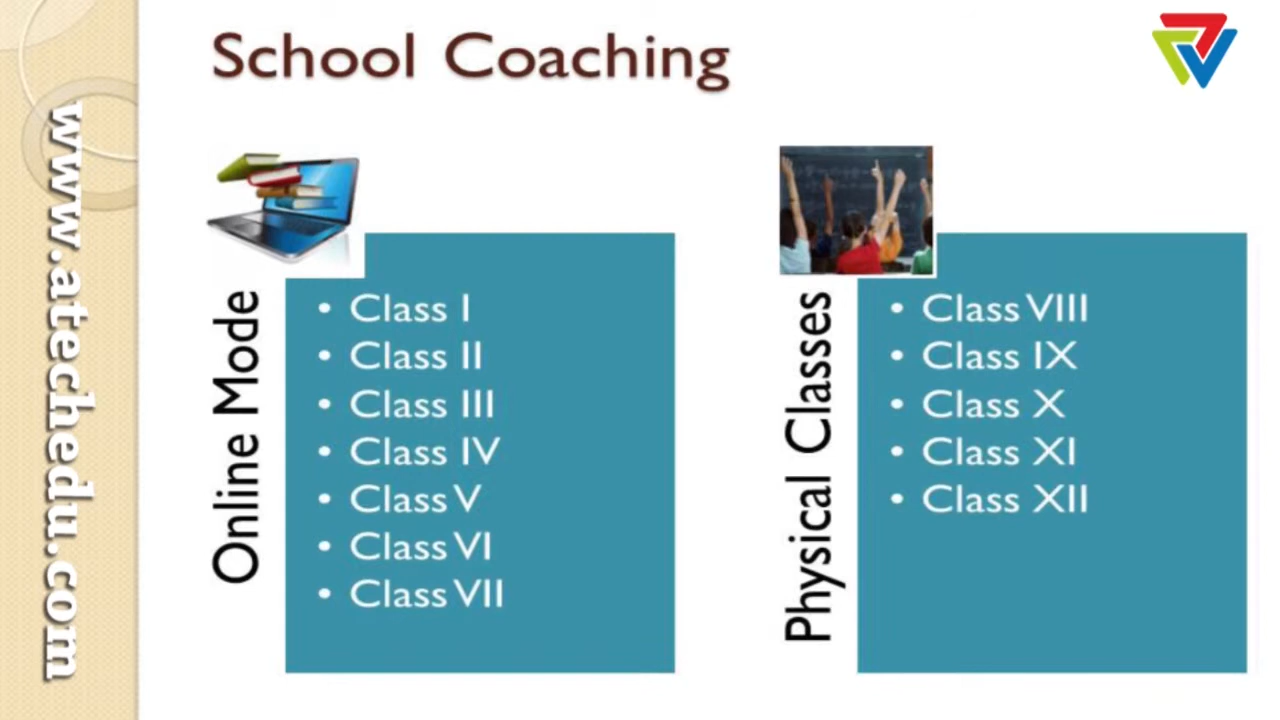 School Coaching
www.atechedu.com
Online Mode
Class I
Class II
Class III
Class IV
Class V
Class VI
Class VII
Physical Classes
Class VIII
Class IX
Class X
Class XI
Class XII